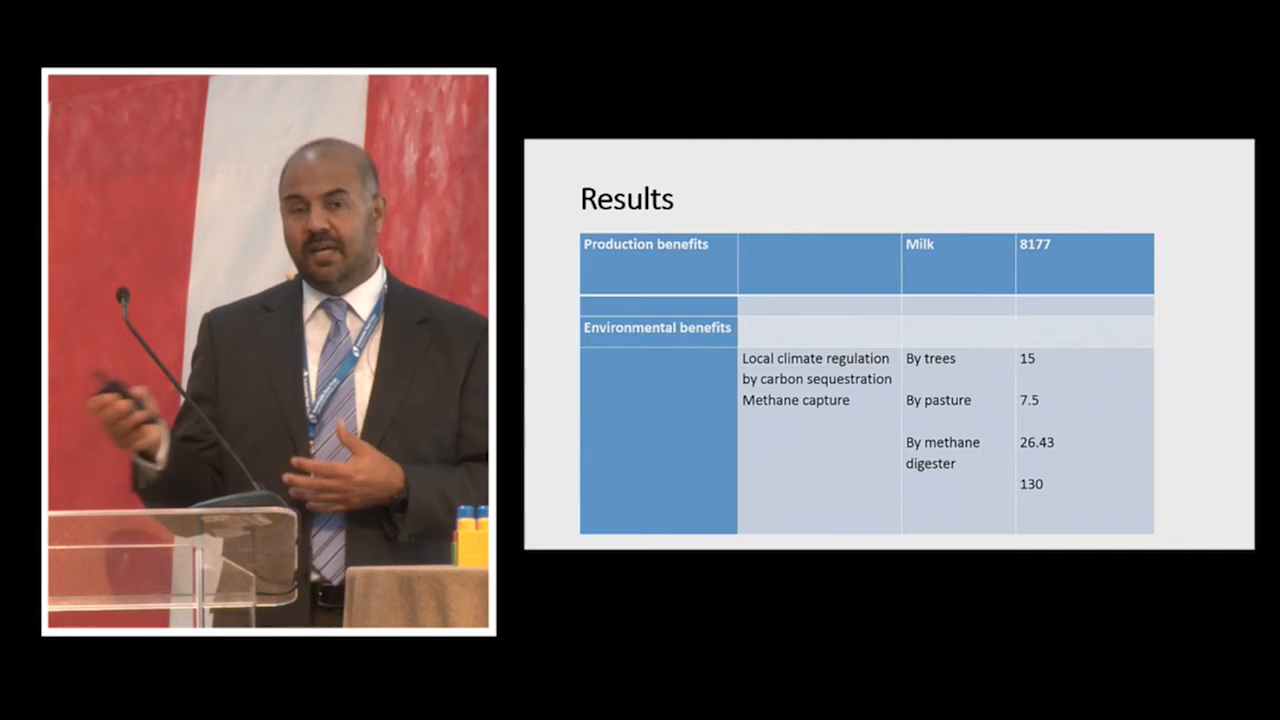 Results
Production benefits Milk 8177
Environmental benefits
Local climate regulation By trees 15
by carbon sequestration
Methane capture By pasture 7.5
By methane 26.43
digester
130